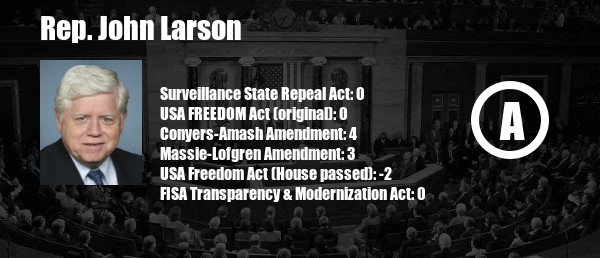 Rep. John Larson
Surveillance State Repeal Act: 0
USA FREEDOM Act (original): 0
Conyers-Amash Amendment: 4
Massie-Lofgren Amendment: 3
USA Freedom Act (House passed): -2
FISA Transparency & Modernization Act: 0
A